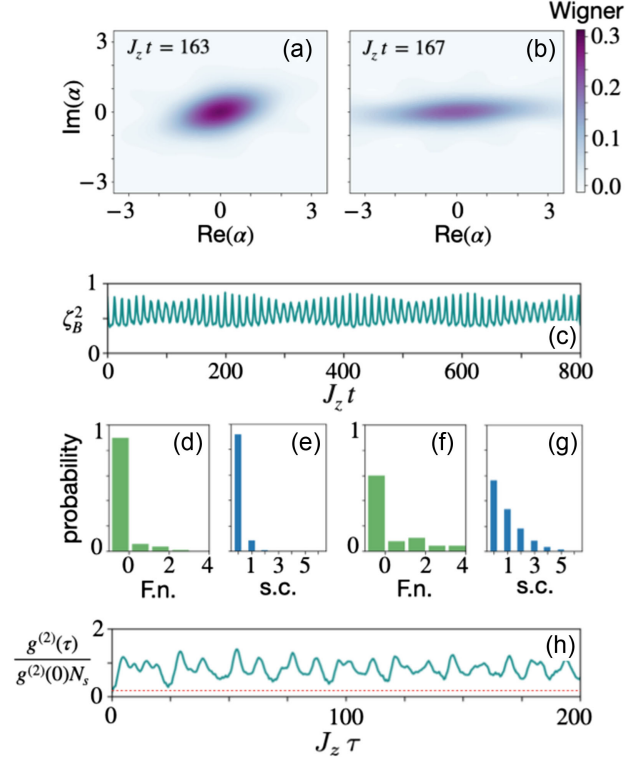 Wigner
3 J_z t = 163 (a) J_z t = 167 (b) 0.3
Im(α) 0 0.2
0.1
−3 0.0
−3 0 3 −3 0 3
Re(α) Re(α)
1
ζ_B^2
0 (c)
0 200 400 600 800
J_z t
1 (d) (e) 1 (f) (g)
probability
0 0
0 2 4 1 3 5 0 2 4 1 3 5
F.n. s.c. F.n. s.c.
2 (h)
g^(2)(τ)
g^(2)(0)N_s
0
0 100 200
J_z τ